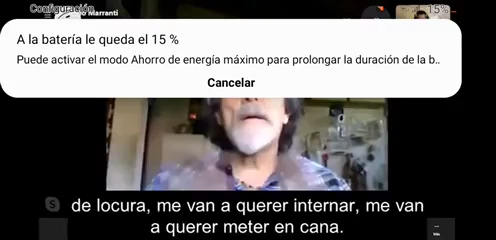 Configuración
Marranti
15%
A la batería le queda el 15 %
Puede activar el modo Ahorro de energía máximo para prolongar la duración de la b..
Cancelar
de locura, me van a querer internar, me van
a querer meter en cana.